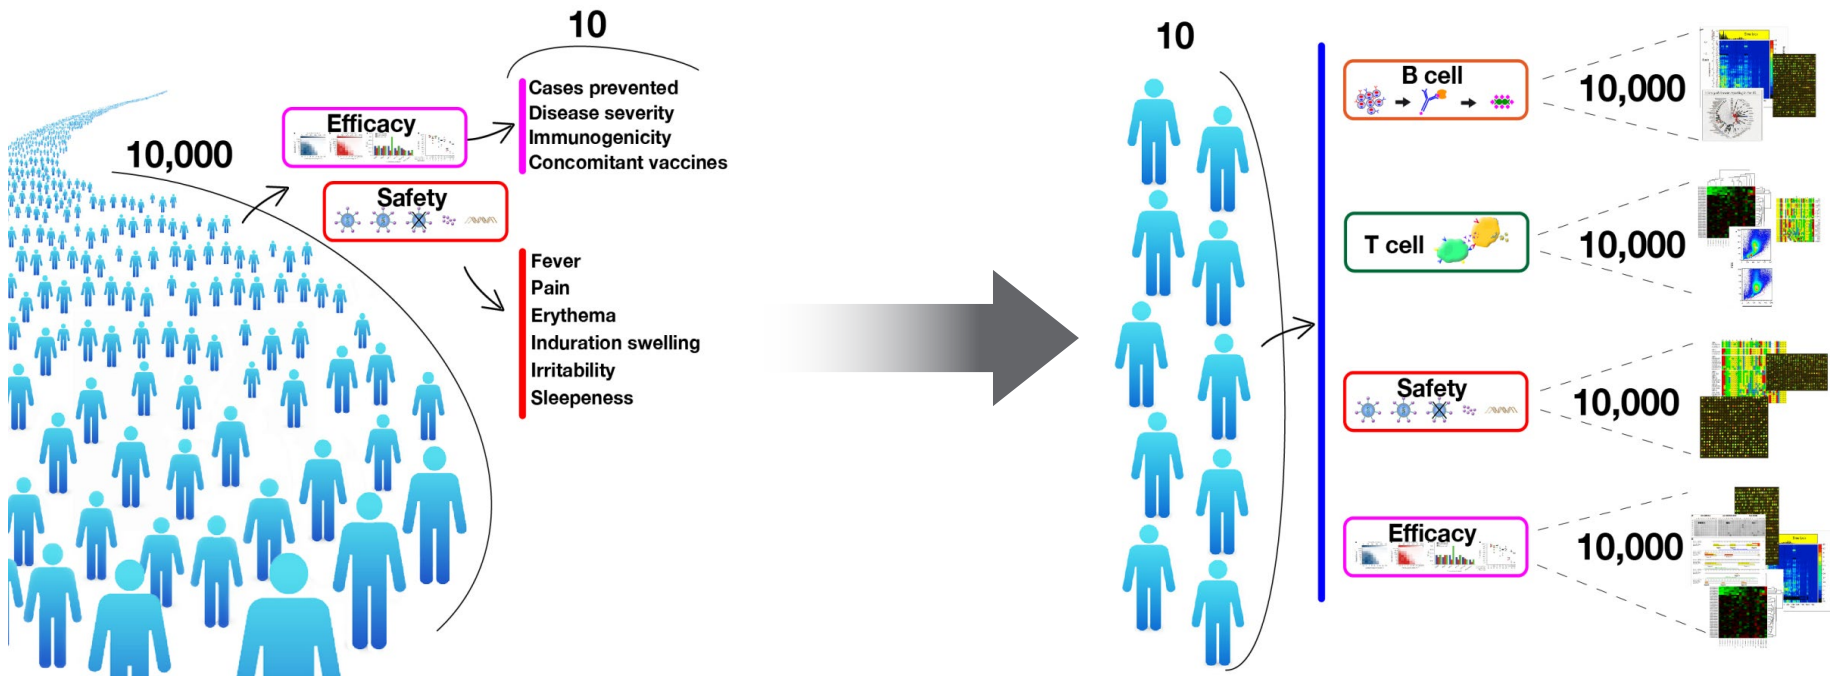 10
10,000
Efficacy
Cases prevented
Disease severity
Immunogenicity
Concomitant vaccines
Safety
Fever
Pain
Erythema
Induration swelling
Irritability
Sleepeness
10
B cell
10,000
T cell
10,000
Safety
10,000
Efficacy
10,000